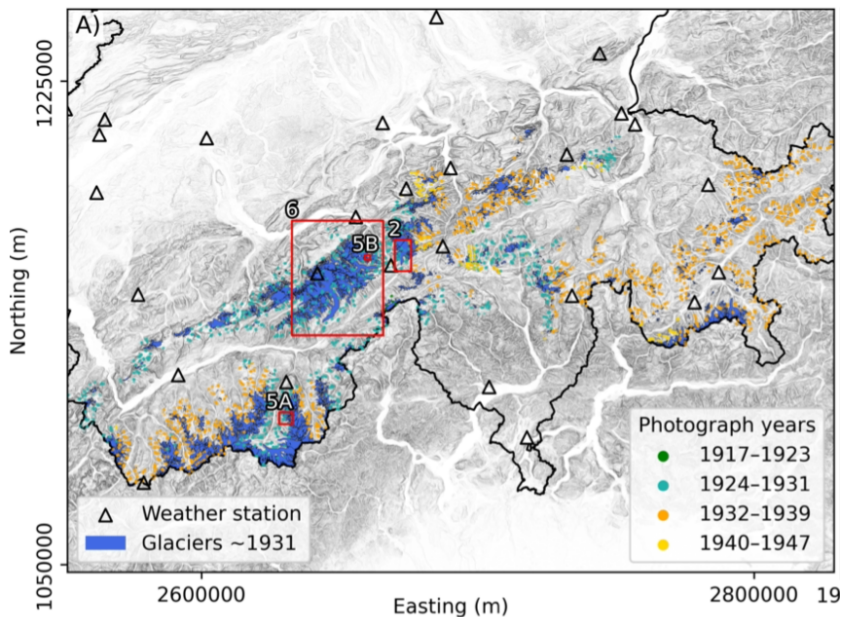 A)
1225000
6
2
5B
Northing (m)
5A
Photograph years
1917–1923
1924–1931
1932–1939
1940–1947
Weather station
Glaciers ~1931
1050000
2600000
2800000
19
Easting (m)